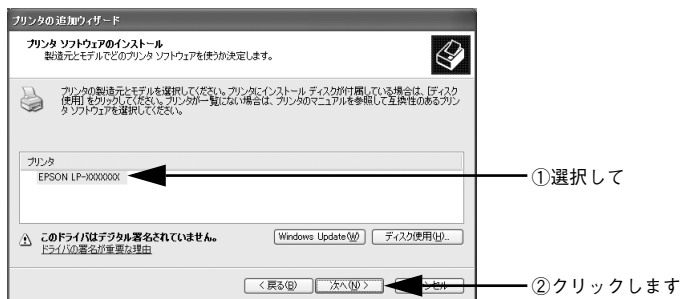 プリンタの追加ウィザード
プリンタ ソフトウェアのインストール
製造元とモデルでどのプリンタ ソフトウェアを使うか決定します。
プリンタの製造元とモデルを選択してください。プリンタにインストール ディスクが付属している場合は、[ディスク
使用] をクリックしてください。プリンタが一覧にない場合は、プリンタのマニュアルを参照して互換性のあるプリン
タ ソフトウェアを選択してください。
プリンタ
EPSON LP-XXXXXXX
①選択して
このドライバはデジタル署名されていません。
ドライバの署名が重要な理由
Windows Update(W)
ディスク使用(H)...
< 戻る(B)
次へ(N) >
②クリックします